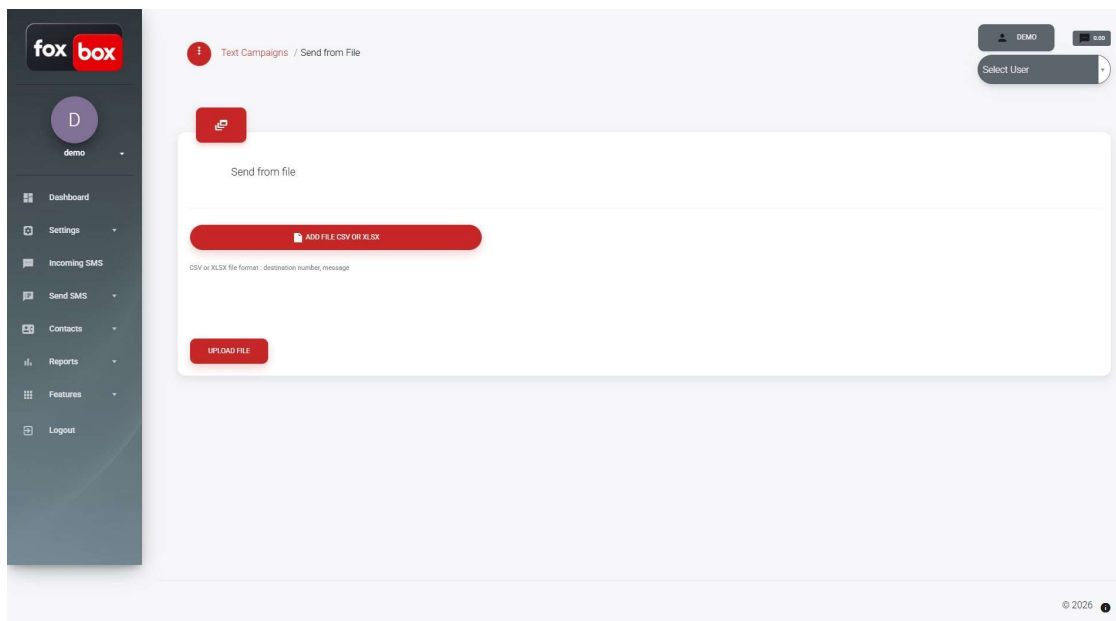 fox box
D
demo
Dashboard
Settings
Incoming SMS
Send SMS
Contacts
Reports
Features
Logout
Text Campaigns / Send from File
DEMO
0.00
Select User
Send from file
ADD FILE CSV OR XLSX
CSV or XLSX file format : destination number, message
UPLOAD FILE
© 2026